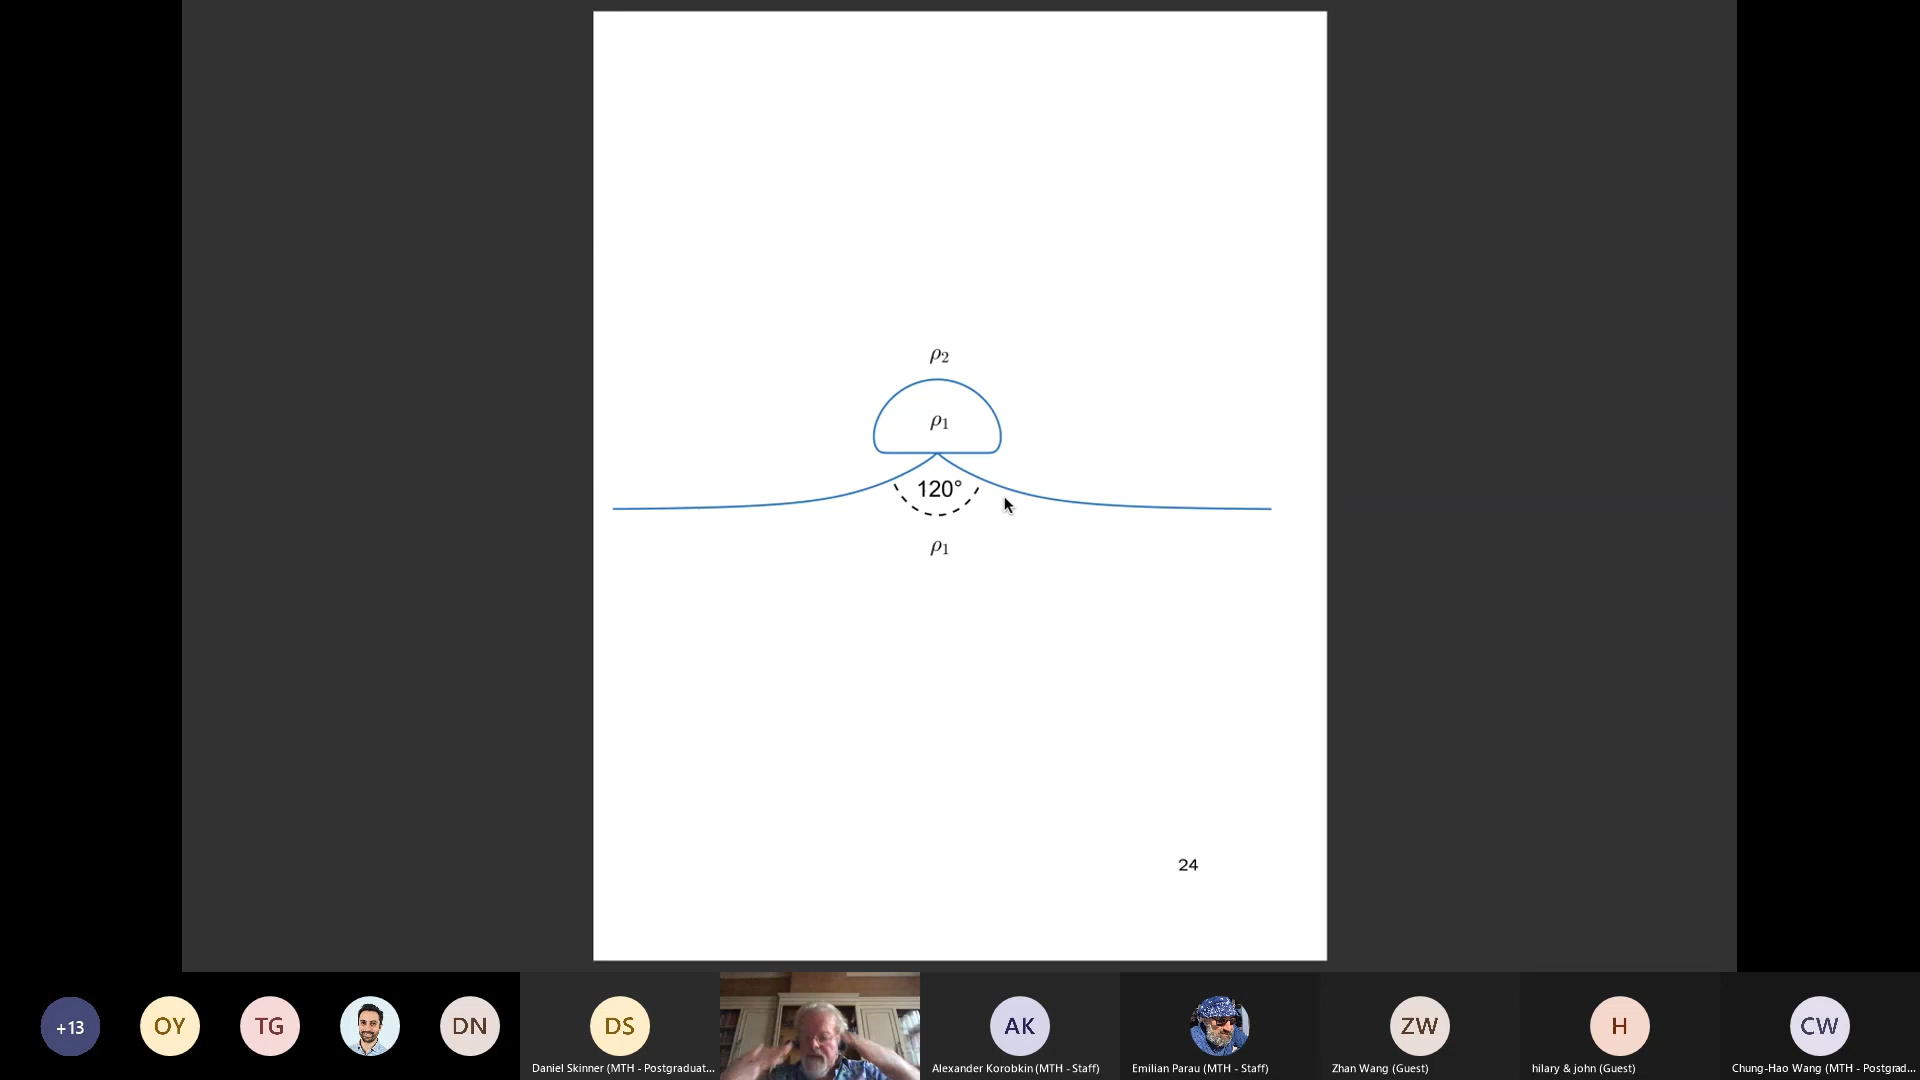 ρ₂
ρ₁
120°
ρ₁
24
+13
OY
TG
DN
DS
AK
ZW
H
CW
Daniel Skinner (MTH - Postgraduat...
Alexander Korobkin (MTH - Staff)
Emilian Parau (MTH - Staff)
Zhan Wang (Guest)
hilary & john (Guest)
Chung-Hao Wang (MTH - Postgrad...